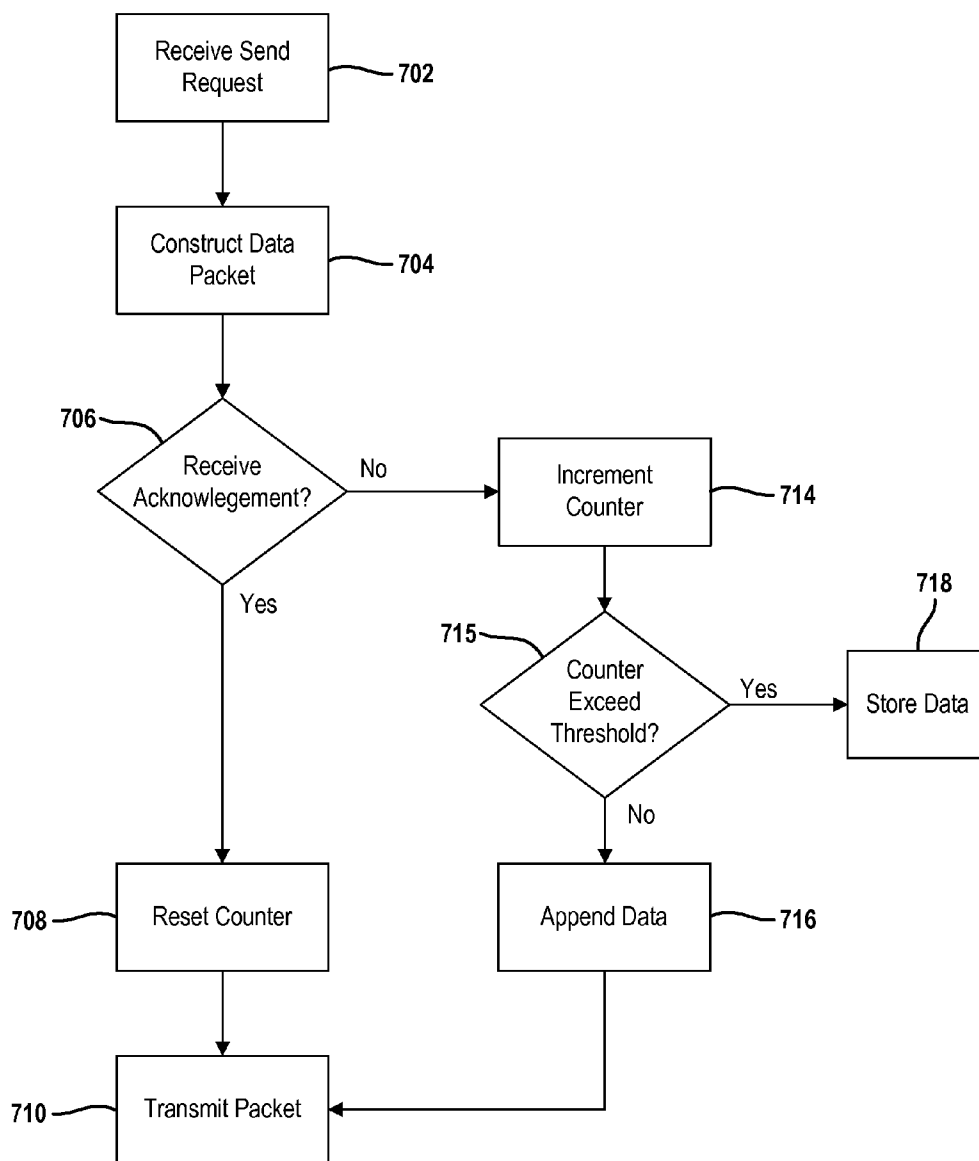 Receive Send
Request
702
Construct Data
Packet
704
706
Receive
Acknowlegement?
No
Yes
Increment
Counter
714
715
Counter
Exceed
Threshold?
Yes
No
718
Store Data
708
Reset Counter
Append Data
716
710
Transmit Packet